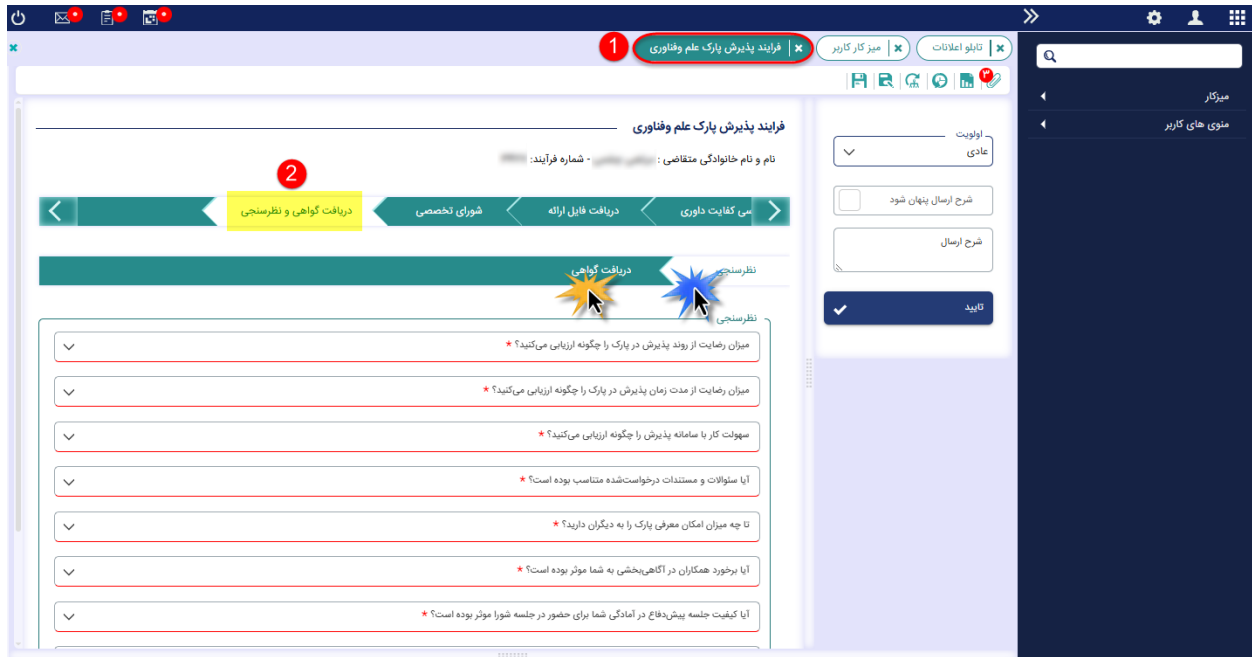 تابلو اعلانات
میز کار کاربر
فرایند پذیرش پارک علم وفناوری
1
۳
میزکار
منوی های کاربر
اولویت
عادی
شرح ارسال پنهان شود
شرح ارسال
تایید
فرایند پذیرش پارک علم وفناوری
نام و نام خانوادگی متقاضی : - شماره فرآیند:
2
سی کفایت داوری
دریافت فایل ارائه
شورای تخصصی
دریافت گواهی و نظرسنجی
نظرسنجی
دریافت گواهی
نظرسنجی
میزان رضایت از روند پذیرش در پارک را چگونه ارزیابی می‌کنید؟ *
میزان رضایت از مدت زمان پذیرش در پارک را چگونه ارزیابی می‌کنید؟ *
سهولت کار با سامانه پذیرش را چگونه ارزیابی می‌کنید؟ *
آیا سئوالات و مستندات درخواست‌شده متناسب بوده است؟ *
تا چه میزان امکان معرفی پارک را به دیگران دارید؟ *
آیا برخورد همکاران در آگاهی‌بخشی به شما موثر بوده است؟ *
آیا کیفیت جلسه پیش‌دفاع در آمادگی شما برای حضور در جلسه شورا موثر بوده است؟ *